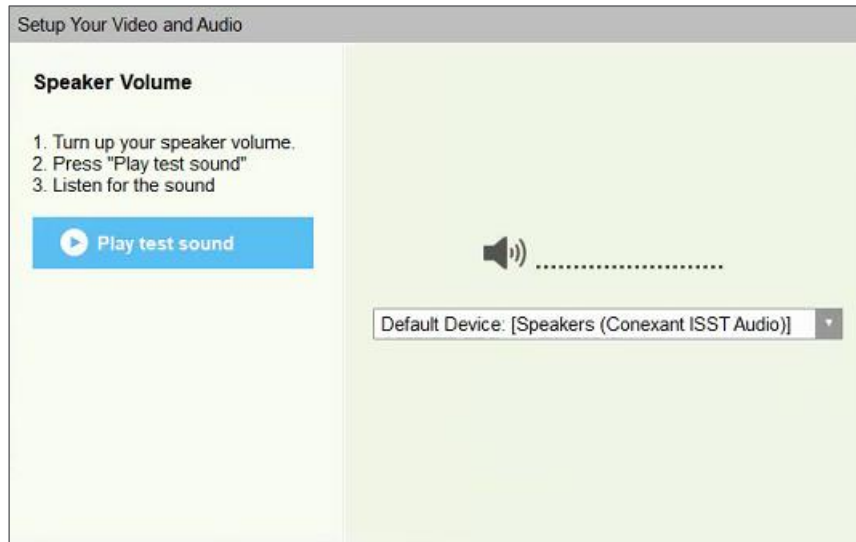 Setup Your Video and Audio
Speaker Volume
1. Turn up your speaker volume.
2. Press "Play test sound"
3. Listen for the sound
Play test sound
Default Device: [Speakers (Conexant ISST Audio)]